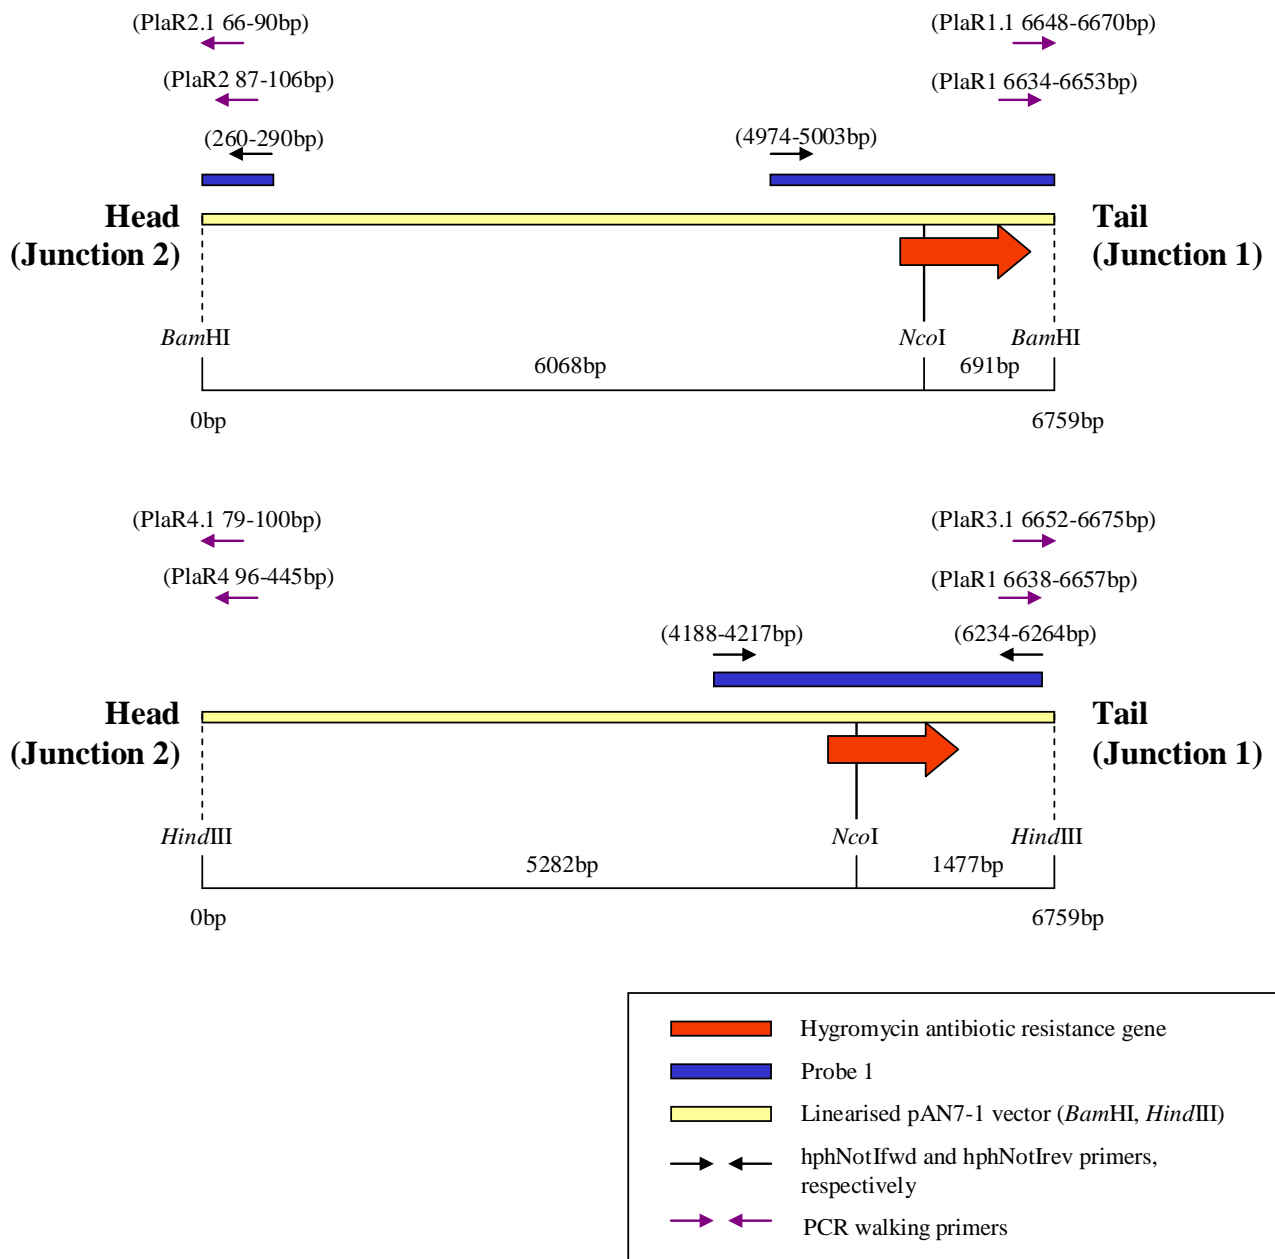 (PlaR2.1 66-90bp)
(PlaR1.1 6648-6670bp)
(PlaR2 87-106bp)
(PlaR1 6634-6653bp)
(260-290bp)
(4974-5003bp)
Head
(Junction 2)
Tail
(Junction 1)
BamHI
NcoI
BamHI
6068bp
691bp
0bp
6759bp
(PlaR4.1 79-100bp)
(PlaR3.1 6652-6675bp)
(PlaR4 96-445bp)
(PlaR1 6638-6657bp)
(4188-4217bp)
(6234-6264bp)
Head
(Junction 2)
Tail
(Junction 1)
HindIII
NcoI
HindIII
5282bp
1477bp
0bp
6759bp
Hygromycin antibiotic resistance gene
Probe 1
Linearised pAN7-1 vector (BamHI, HindIII)
hphNotIfwd and hphNotIrev primers,
respectively
PCR walking primers